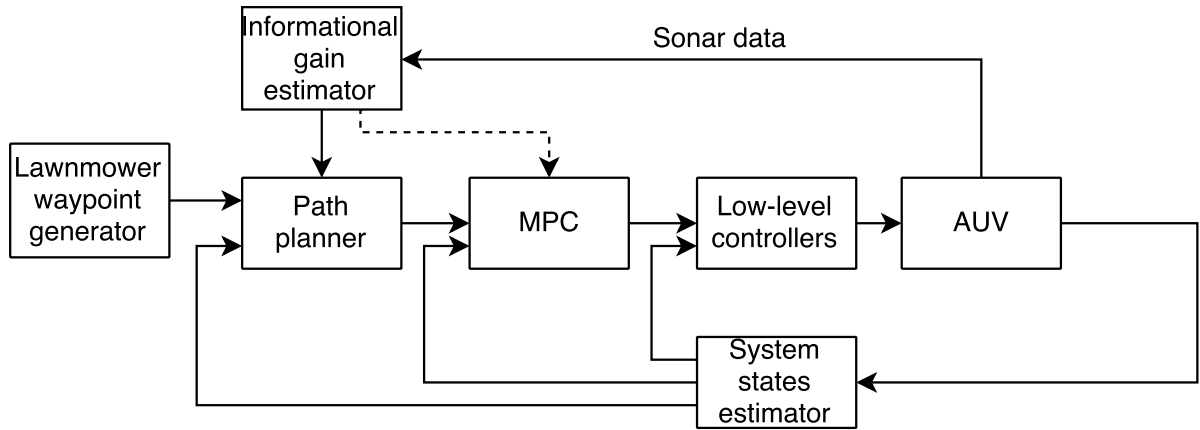 Informational
gain
estimator
Sonar data
Lawnmower
waypoint
generator
Path
planner
MPC
Low-level
controllers
AUV
System
states
estimator